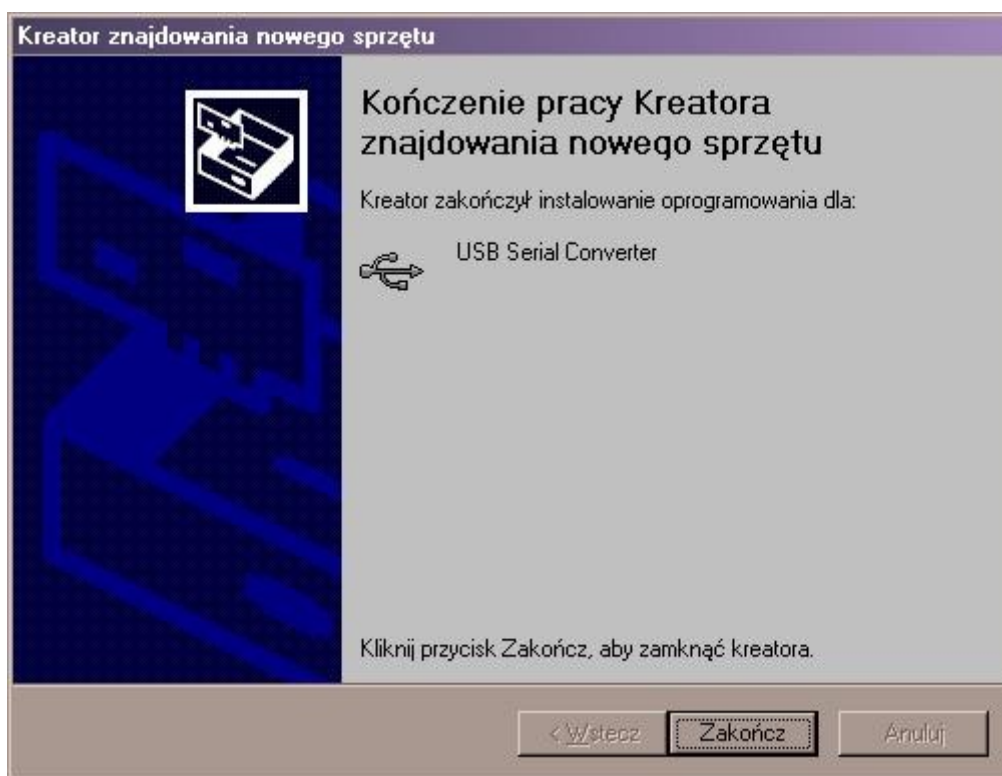 Kreator znajdowania nowego sprzętu
Kończenie pracy Kreatora
znajdowania nowego sprzętu
Kreator zakończył instalowanie oprogramowania dla:
USB Serial Converter
Kliknij przycisk Zakończ, aby zamknąć kreatora.
< Wstecz
Zakończ
Anuluj